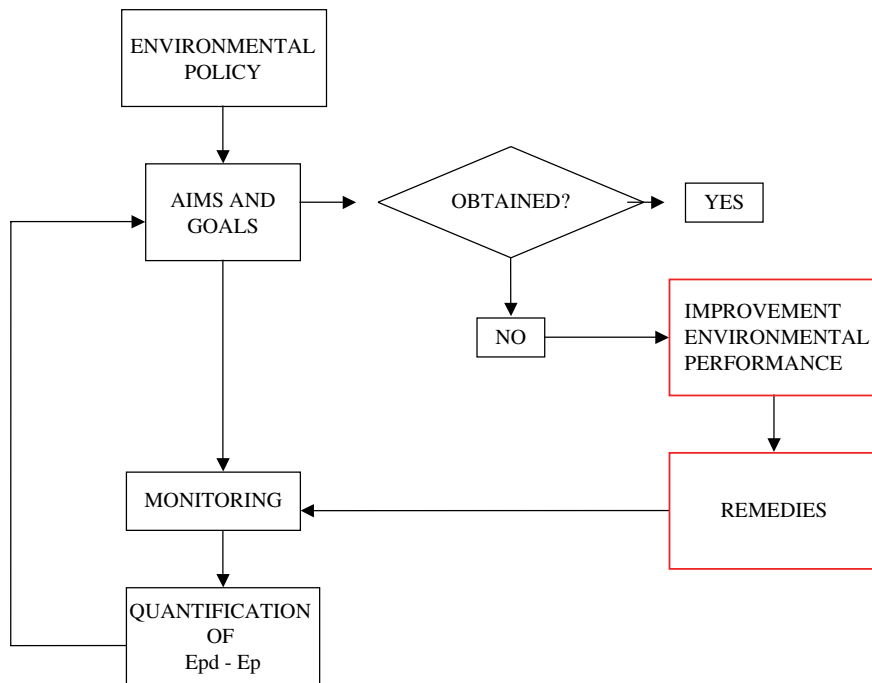 ENVIRONMENTAL
POLICY
AIMS AND
GOALS
OBTAINED?
YES
NO
IMPROVEMENT
ENVIRONMENTAL
PERFORMANCE
MONITORING
REMEDIES
QUANTIFICATION
OF
Epd - Ep